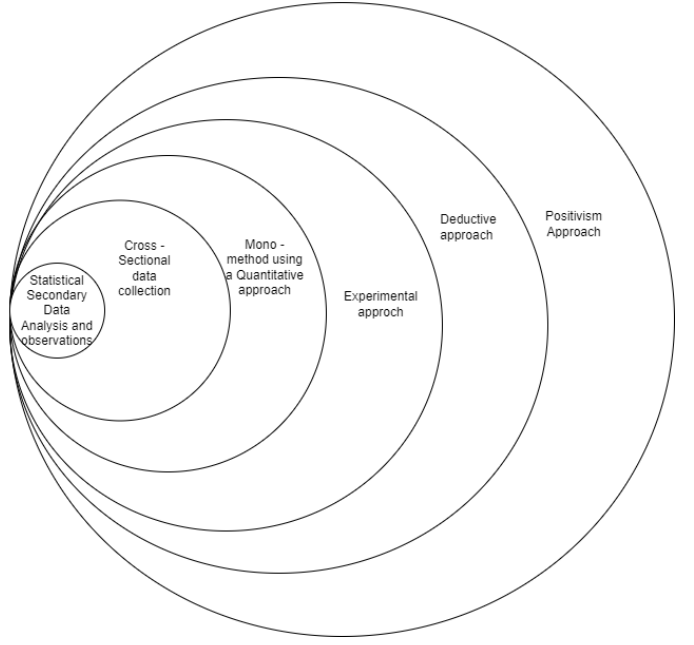 Statistical
Secondary
Data
Analysis and
observations
Cross -
Sectional
data
collection
Mono -
method using
a Quantitative
approach
Experimental
approch
Deductive
approach
Positivism
Approach